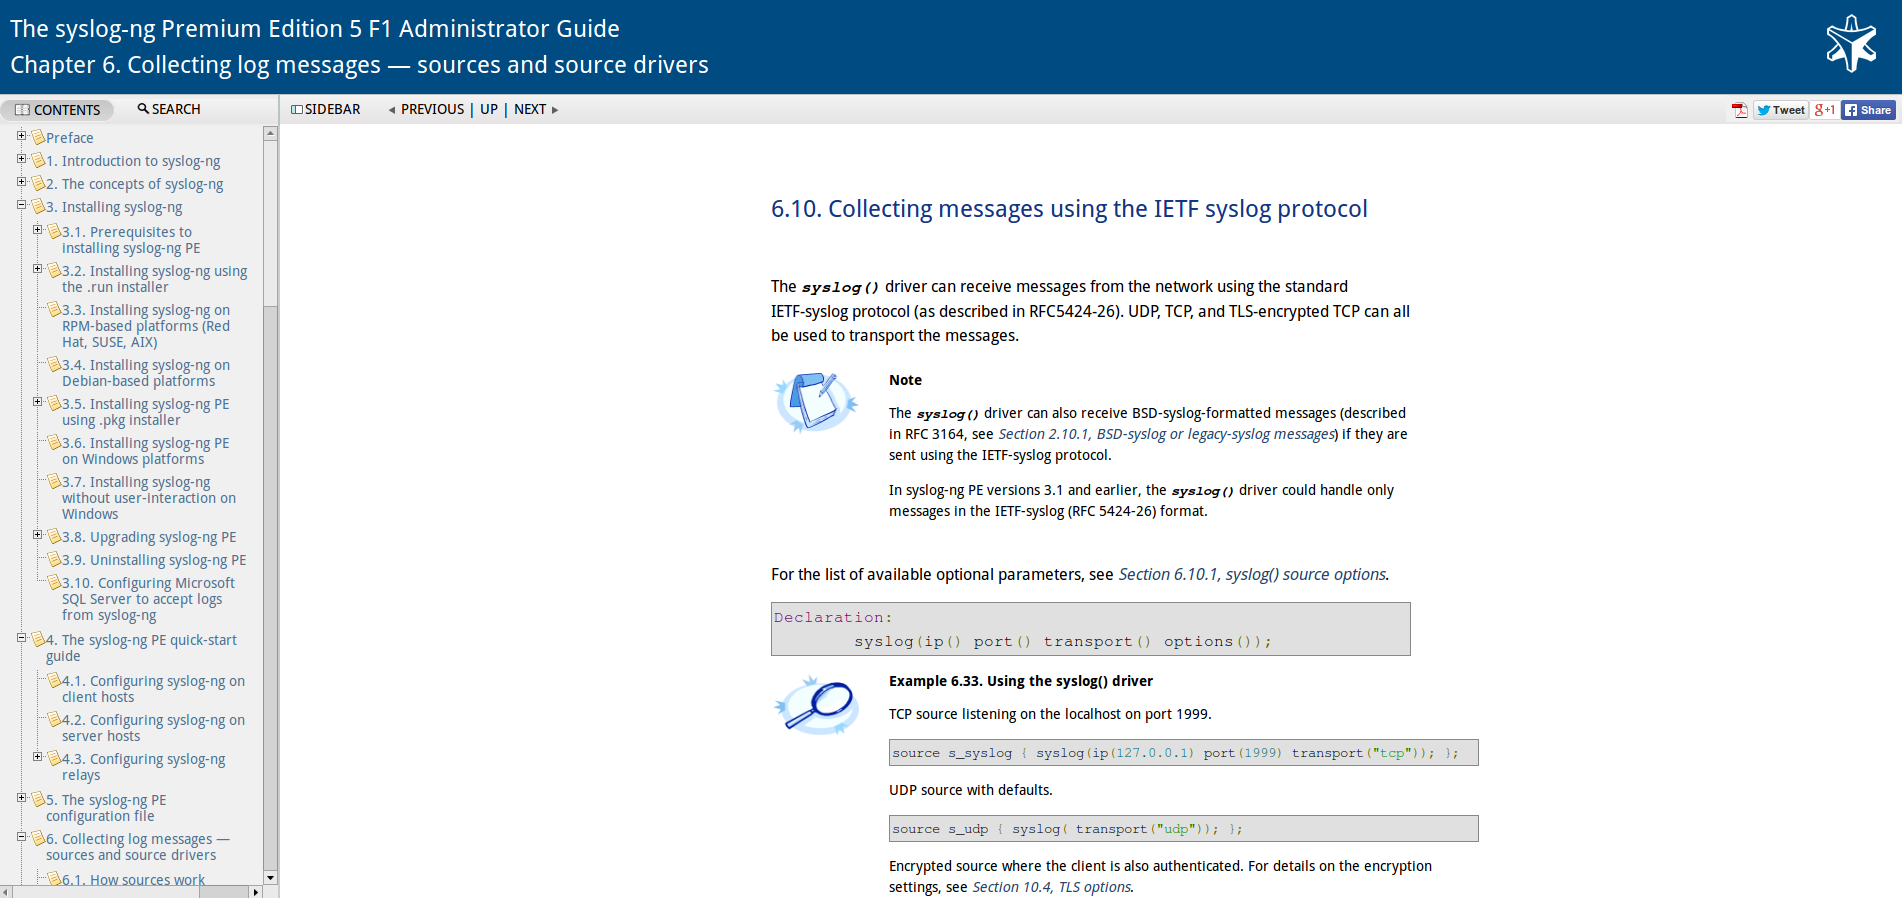 The syslog-ng Premium Edition 5 F1 Administrator Guide
Chapter 6. Collecting log messages — sources and source drivers
CONTENTS
SEARCH
SIDEBAR
PREVIOUS | UP | NEXT
Tweet
g+1
Share
Preface
1. Introduction to syslog-ng
2. The concepts of syslog-ng
3. Installing syslog-ng
3.1. Prerequisites to
installing syslog-ng PE
3.2. Installing syslog-ng using
the .run installer
3.3. Installing syslog-ng on
RPM-based platforms (Red
Hat, SUSE, AIX)
3.4. Installing syslog-ng on
Debian-based platforms
3.5. Installing syslog-ng PE
using .pkg installer
3.6. Installing syslog-ng PE
on Windows platforms
3.7. Installing syslog-ng
without user-interaction on
Windows
3.8. Upgrading syslog-ng PE
3.9. Uninstalling syslog-ng PE
3.10. Configuring Microsoft
SQL Server to accept logs
from syslog-ng
4. The syslog-ng PE quick-start
guide
4.1. Configuring syslog-ng on
client hosts
4.2. Configuring syslog-ng on
server hosts
4.3. Configuring syslog-ng
relays
5. The syslog-ng PE
configuration file
6. Collecting log messages —
sources and source drivers
6.1. How sources work
6.10. Collecting messages using the IETF syslog protocol
The syslog() driver can receive messages from the network using the standard
IETF-syslog protocol (as described in RFC5424-26). UDP, TCP, and TLS-encrypted TCP can all
be used to transport the messages.
Note
The syslog() driver can also receive BSD-syslog-formatted messages (described
in RFC 3164, see Section 2.10.1, BSD-syslog or legacy-syslog messages) if they are
sent using the IETF-syslog protocol.
In syslog-ng PE versions 3.1 and earlier, the syslog() driver could handle only
messages in the IETF-syslog (RFC 5424-26) format.
For the list of available optional parameters, see Section 6.10.1, syslog() source options.
Declaration:
syslog(ip() port() transport() options());
Example 6.33. Using the syslog() driver
TCP source listening on the localhost on port 1999.
source s_syslog { syslog(ip(127.0.0.1) port(1999) transport("tcp")); };
UDP source with defaults.
source s_udp { syslog( transport("udp")); };
Encrypted source where the client is also authenticated. For details on the encryption
settings, see Section 10.4, TLS options.